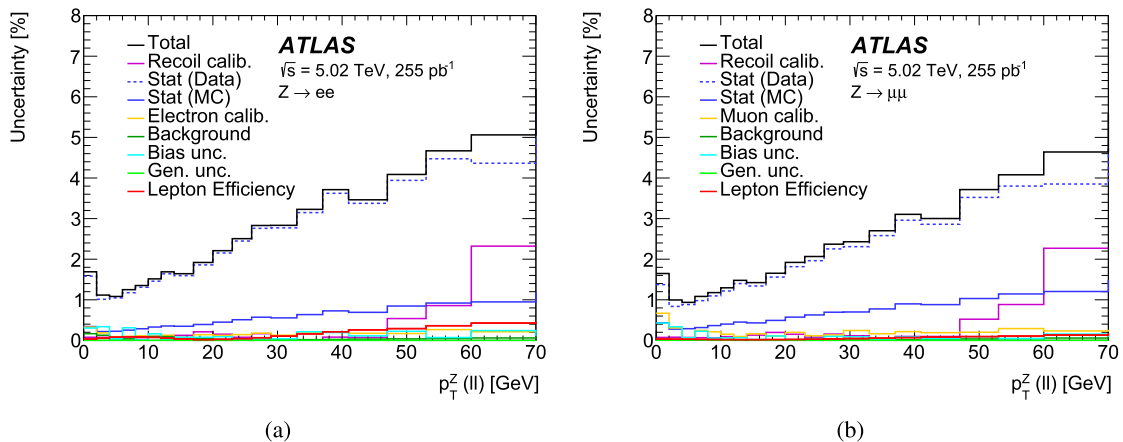 Uncertainty [%]
8
7
6
5
4
3
2
1
0
Total
Recoil calib.
Stat (Data)
Stat (MC)
Electron calib.
Background
Bias unc.
Gen. unc.
Lepton Efficiency
ATLAS
√s = 5.02 TeV, 255 pb⁻¹
Z → ee
0 10 20 30 40 50 60 70
p_T^Z (ll) [GeV]
(a)
Uncertainty [%]
8
7
6
5
4
3
2
1
0
Total
Recoil calib.
Stat (Data)
Stat (MC)
Muon calib.
Background
Bias unc.
Gen. unc.
Lepton Efficiency
ATLAS
√s = 5.02 TeV, 255 pb⁻¹
Z → μμ
0 10 20 30 40 50 60 70
p_T^Z (ll) [GeV]
(b)